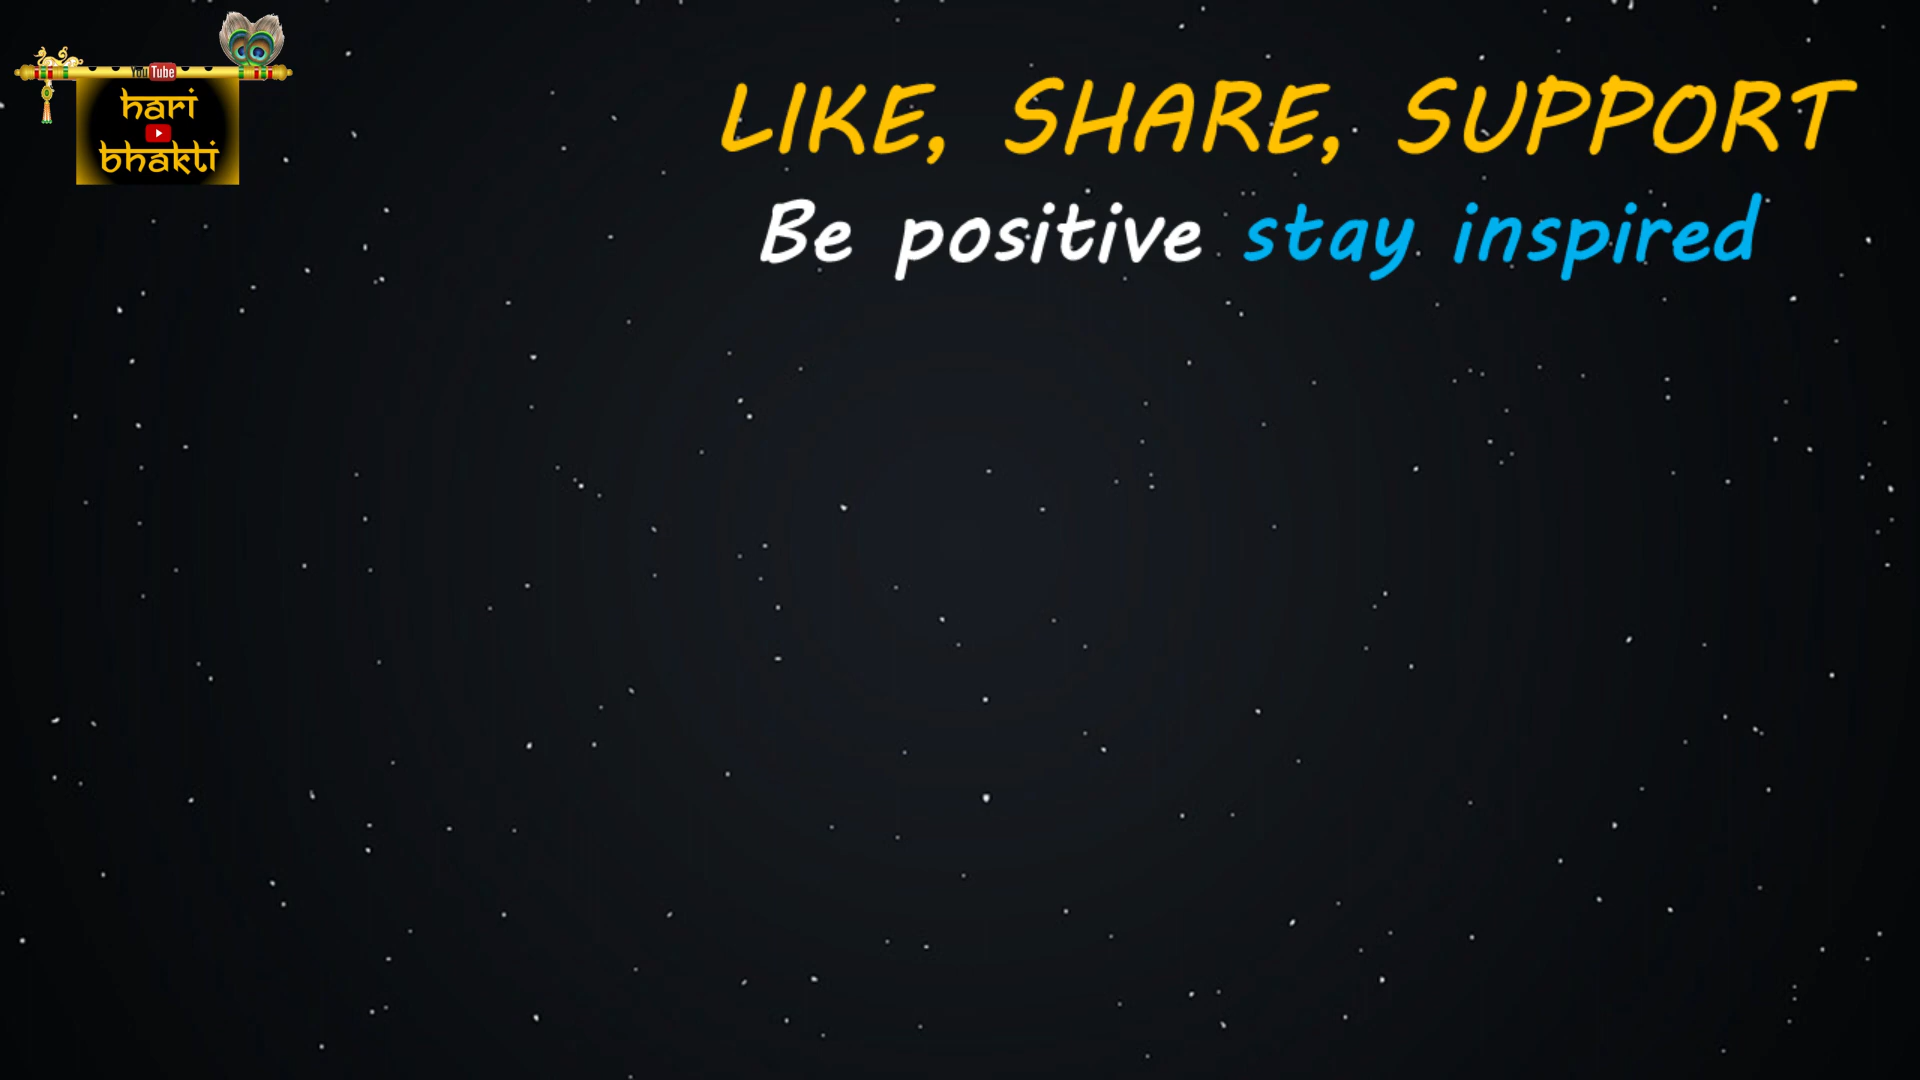 YouTube
hari
bhakti
LIKE, SHARE, SUPPORT
Be positive stay inspired